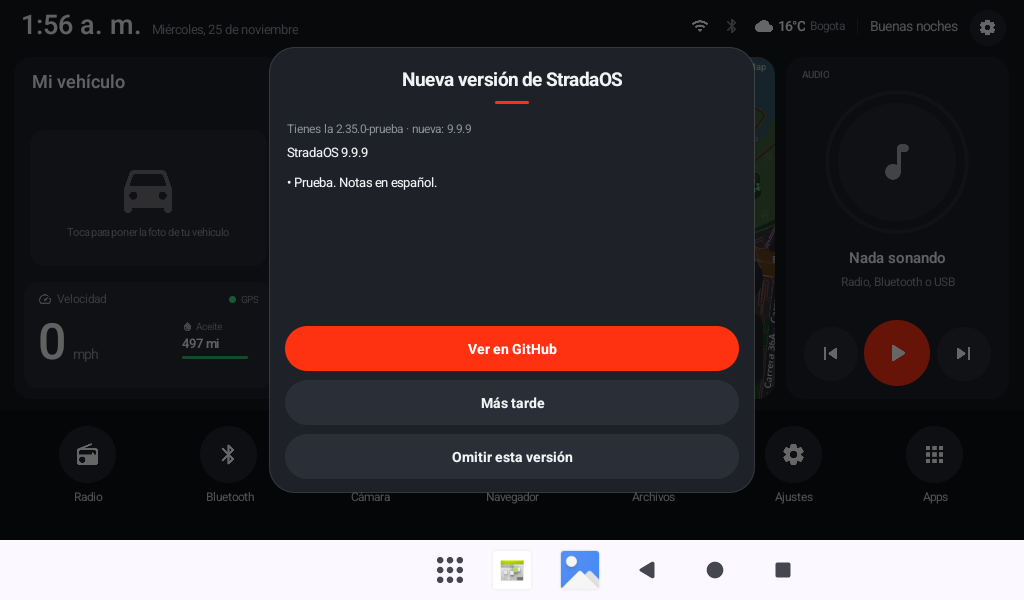 1:56 a. m.
Miércoles, 25 de noviembre
16°C Bogota
Buenas noches
Mi vehículo
Nueva versión de StradaOS
AUDIO
Tienes la 2.35.0-prueba · nueva: 9.9.9
StradaOS 9.9.9
• Prueba. Notas en español.
Toca para poner la foto de tu vehículo
Nada sonando
Radio, Bluetooth o USB
Velocidad
GPS
0 mph
Aceite
497 mi
Ver en GitHub
Carrera 36A
Más tarde
Omitir esta versión
Radio
Bluetooth
Cámara
Navegador
Archivos
Ajustes
Apps